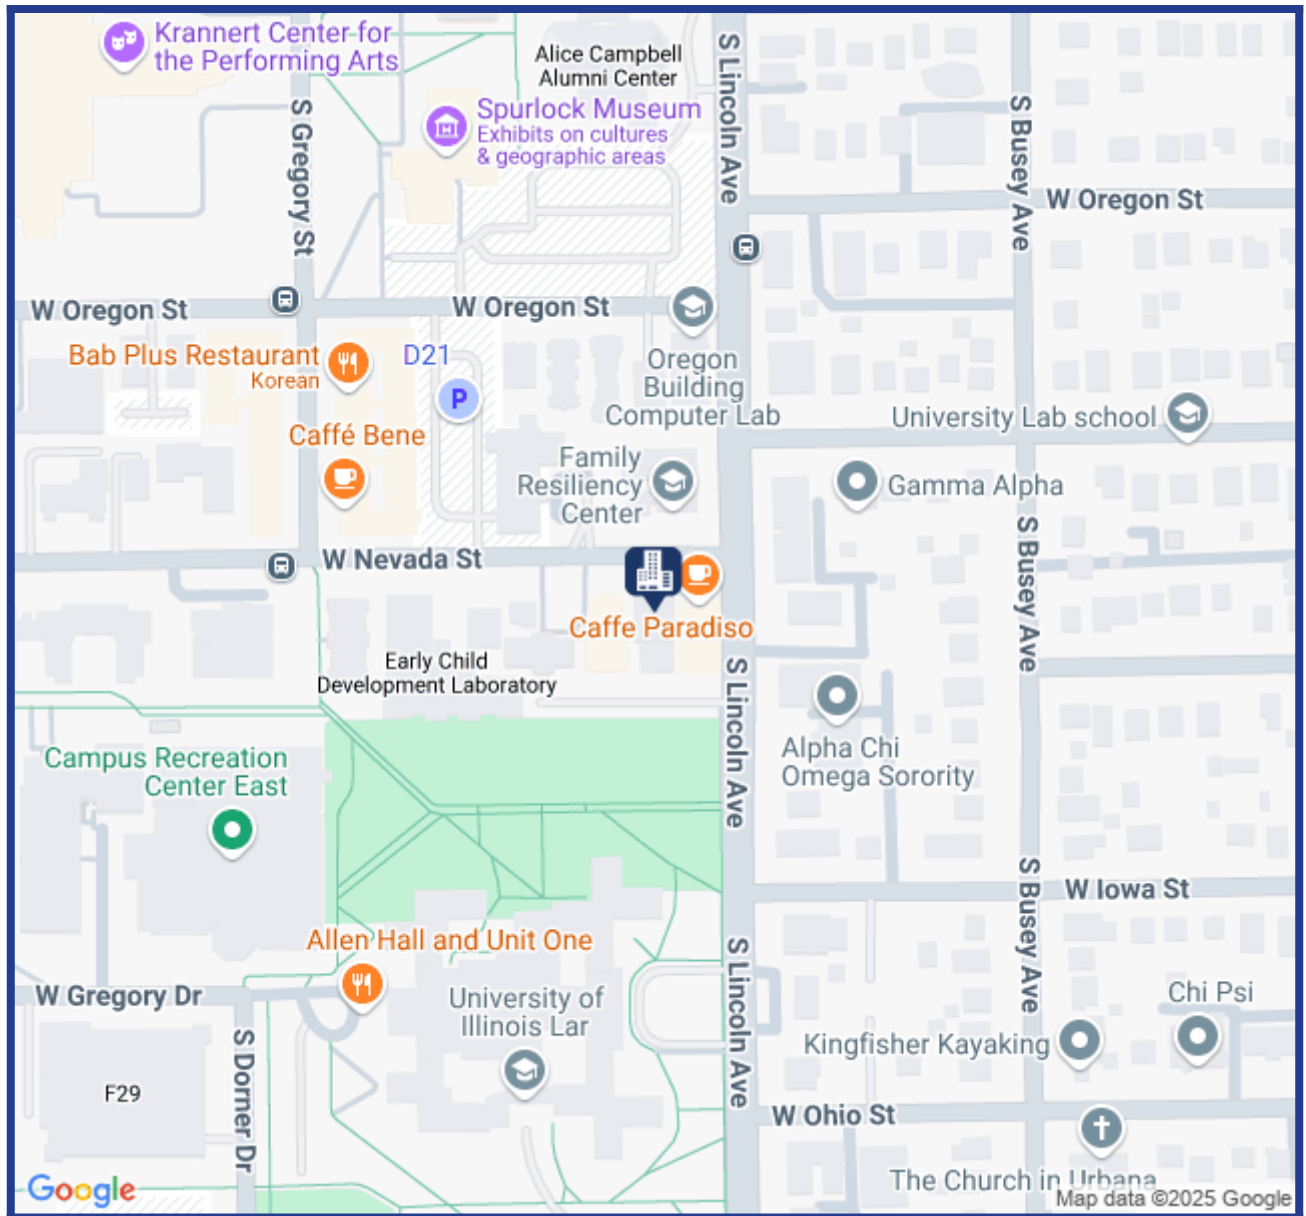 Krannert Center for
the Performing Arts
Alice Campbell
Alumni Center
S Lincoln Ave
Spurlock Museum
Exhibits on cultures
& geographic areas
S Gregory St
S Busey Ave
W Oregon St
W Oregon St
W Oregon St
Bab Plus Restaurant
Korean
D21
P
Oregon
Building
Computer Lab
University Lab school
Caffé Bene
Family
Resiliency
Center
Gamma Alpha
S Busey Ave
W Nevada St
Caffe Paradiso
Early Child
Development Laboratory
S Lincoln Ave
Alpha Chi
Omega Sorority
Campus Recreation
Center East
W Iowa St
S Busey Ave
Allen Hall and Unit One
S Lincoln Ave
W Gregory Dr
University of
Illinois Lar
Chi Psi
Kingfisher Kayaking
S Dorner Dr
F29
W Ohio St
The Church in Urbana
Google
Map data ©2025 Google